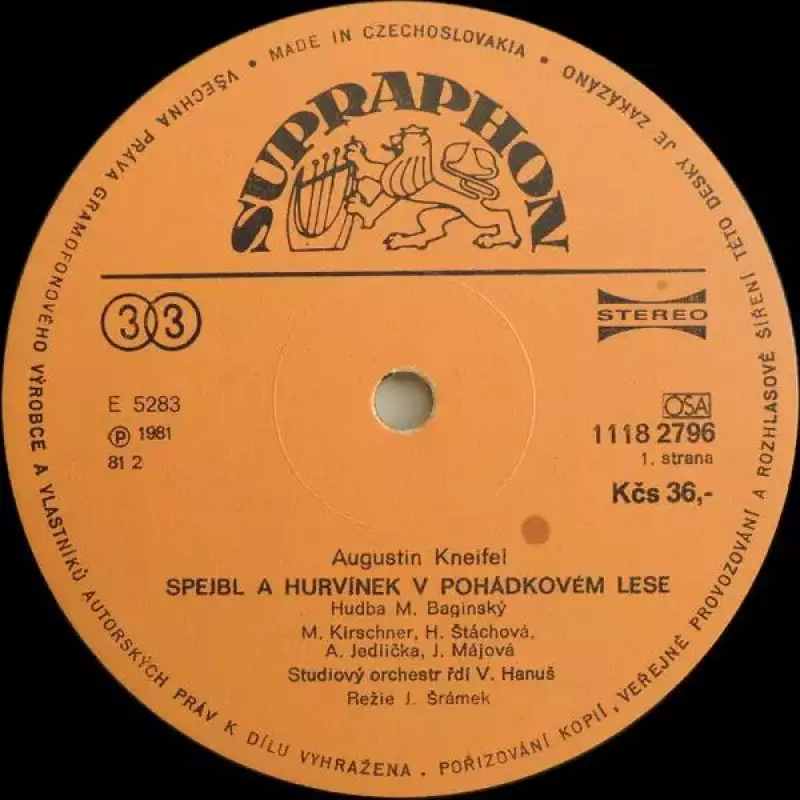 VŠECHNA PRÁVA GRAMOFONOVÉHO VÝROBCE A VLASTNÍKŮ AUTORSKÝCH PRÁV K DÍLU VYHRAŽENA. POŘIZOVÁNÍ KOPIÍ, VEŘEJNÉ PROVOZOVÁNÍ A ROZHLASOVÉ ŠÍŘENÍ TÉTO DESKY JE ZAKÁZÁNO
• MADE IN CZECHOSLOVAKIA •
SUPRAPHON
33
STEREO
E 5283
Ⓟ 1981
81 2
OSA
1118 2796
1. strana
Kčs 36,-
Augustin Kneifel
SPEJBL A HURVÍNEK V POHÁDKOVÉM LESE
Hudba M. Baginský
M. Kirschner, H. Štáchová,
A. Jedlička, J. Májová
Studiový orchestr řdí V. Hanuš
Režie J. Šrámek